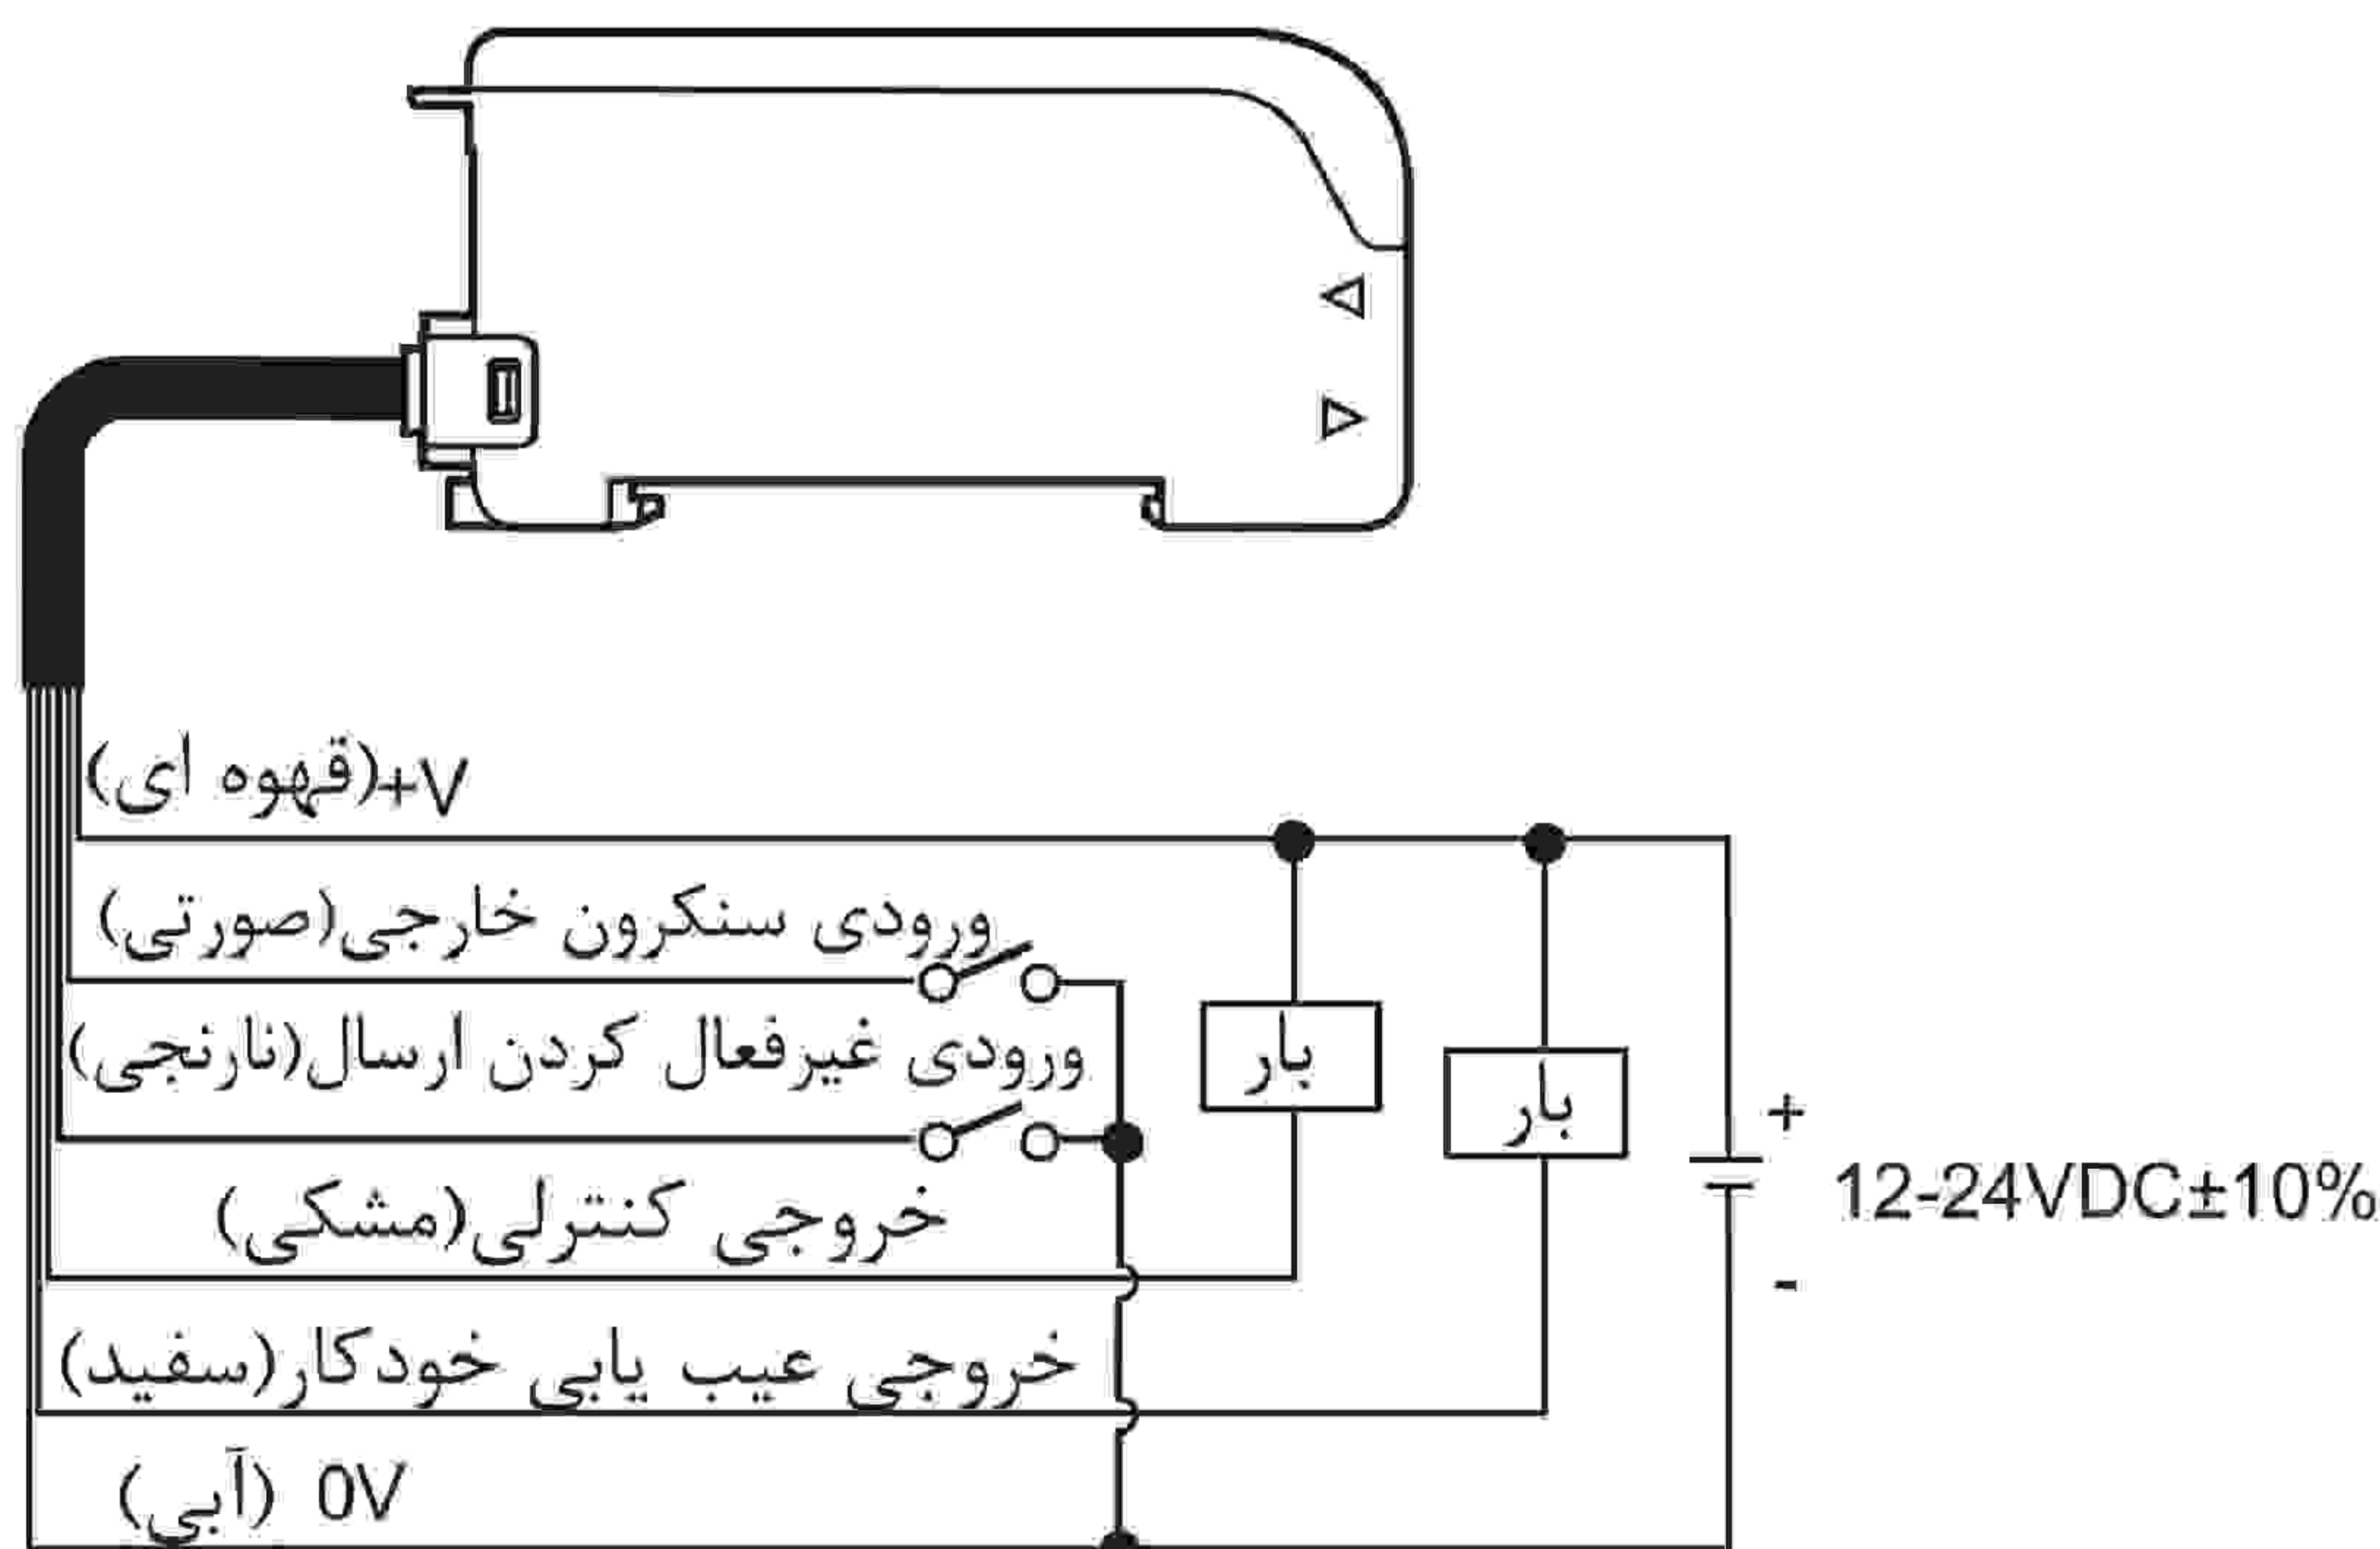 +V(قهوه ای)
ورودی سنکرون خارجی(صورتی)
ورودی غیرفعال کردن ارسال(نارنجی)
بار
بار
+
12-24VDC±10%
-
خروجی کنترلی(مشکی)
خروجی عیب یابی خودکار(سفید)
0V (آبی)